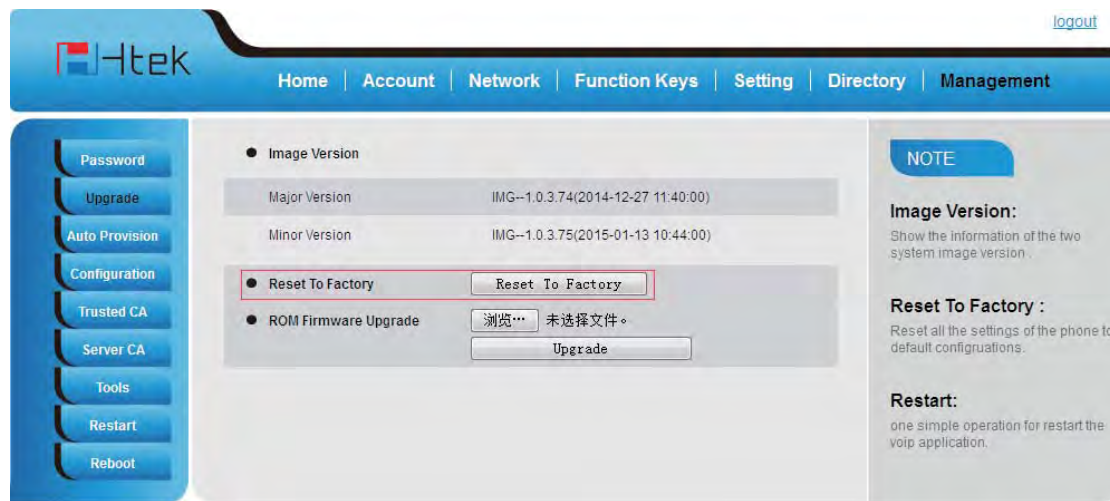 logout
Htek
Home | Account | Network | Function Keys | Setting | Directory | Management
Password
Upgrade
Auto Provision
Configuration
Trusted CA
Server CA
Tools
Restart
Reboot
Image Version
Major Version IMG--1.0.3.74(2014-12-27 11:40:00)
Minor Version IMG--1.0.3.75(2015-01-13 10:44:00)
Reset To Factory Reset To Factory
ROM Firmware Upgrade 浏览… 未选择文件。
Upgrade
NOTE
Image Version:
Show the information of the two
system image version .
Reset To Factory :
Reset all the settings of the phone to
default configruations.
Restart:
one simple operation for restart the
voip application.